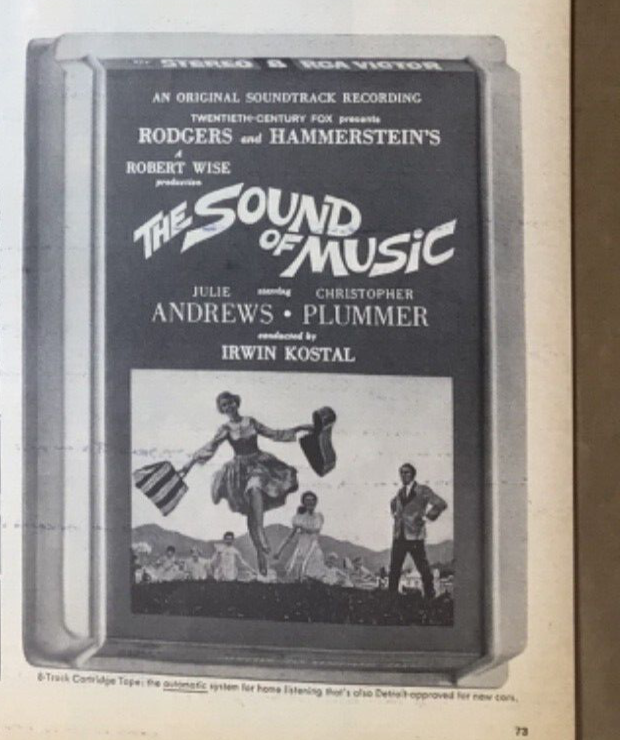 STEREO 8 RCA VICTOR
AN ORIGINAL SOUNDTRACK RECORDING
TWENTIETH-CENTURY FOX presents
RODGERS and HAMMERSTEIN'S
A
ROBERT WISE
production
THE SOUND
OF MUSIC
starring
JULIE CHRISTOPHER
ANDREWS • PLUMMER
conducted by
IRWIN KOSTAL
8-Track Cartridge Tape: the automatic system for home listening that's also Detroit-approved for new cars.
73